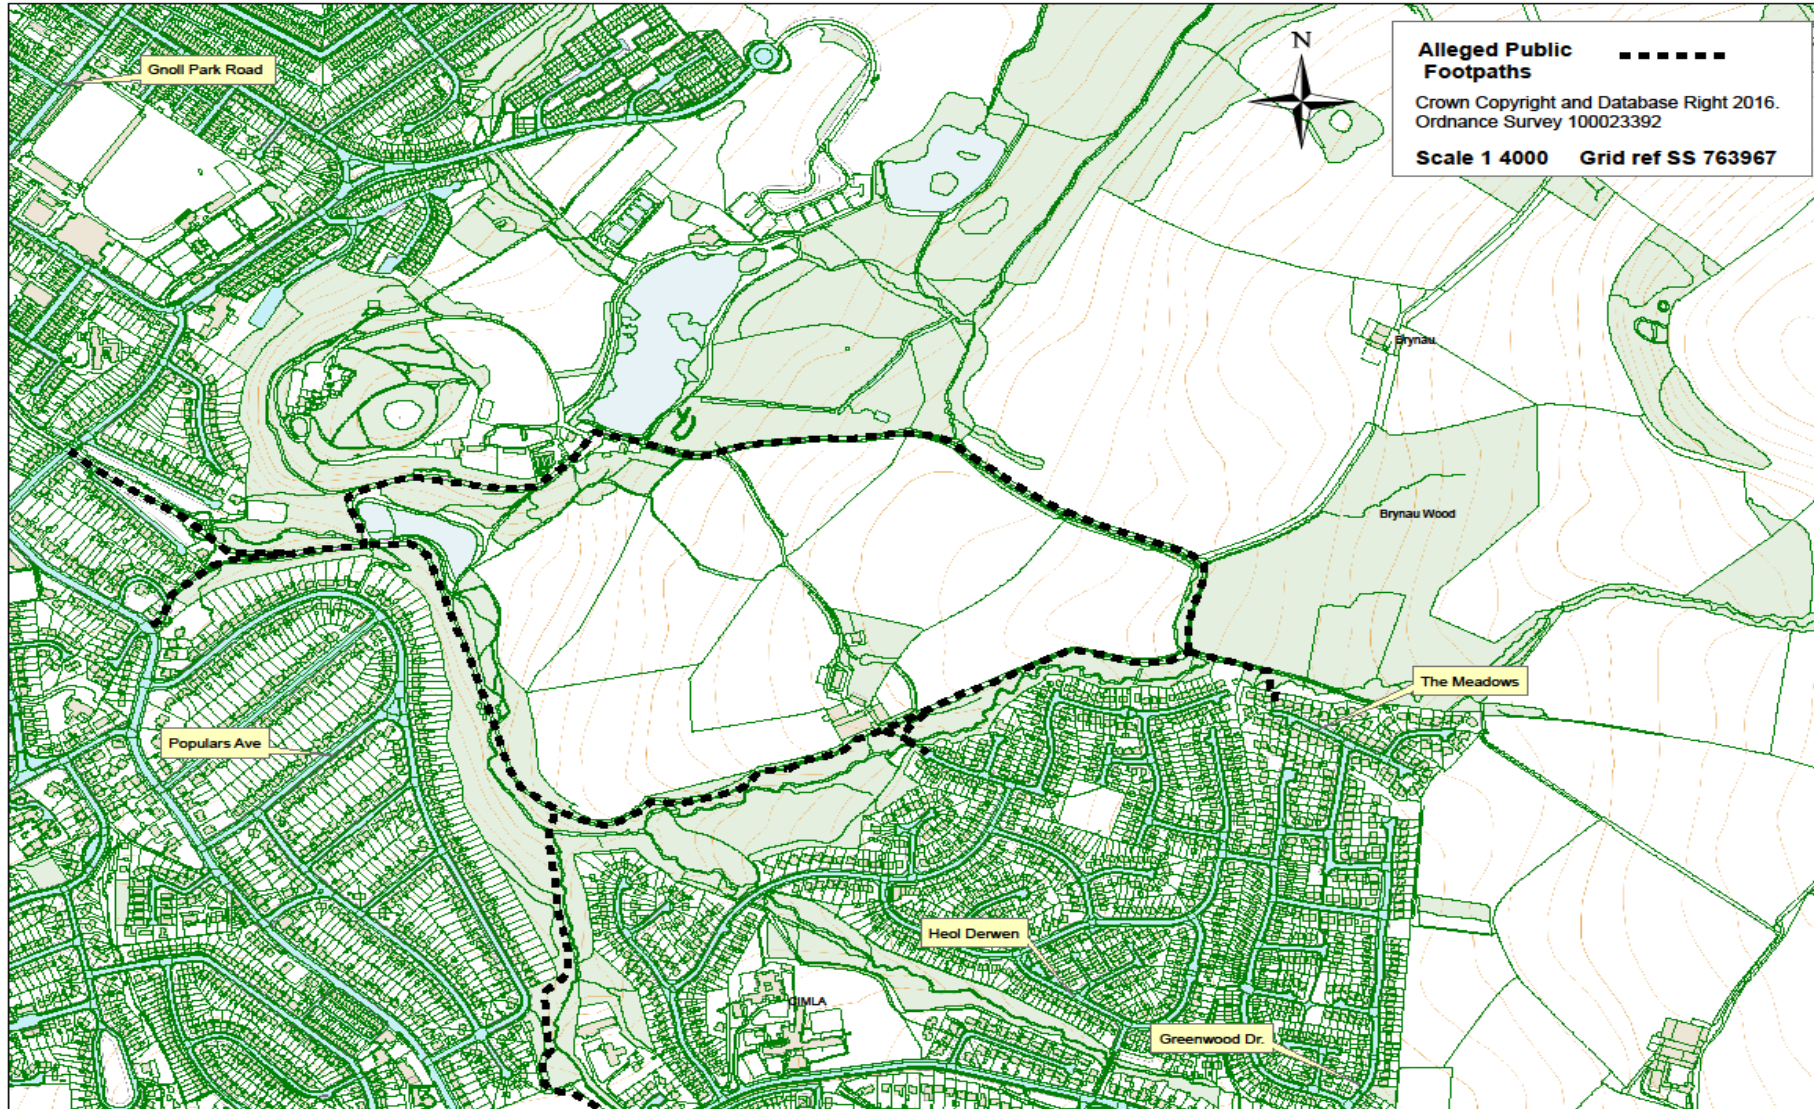 Gnoll Park Road
N
Alleged Public
Footpaths
Crown Copyright and Database Right 2016.
Ordnance Survey 100023392
Scale 1 4000 Grid ref SS 763967
Brynau
Brynau Wood
The Meadows
Populars Ave
Heol Derwen
CIMLA
Greenwood Dr.